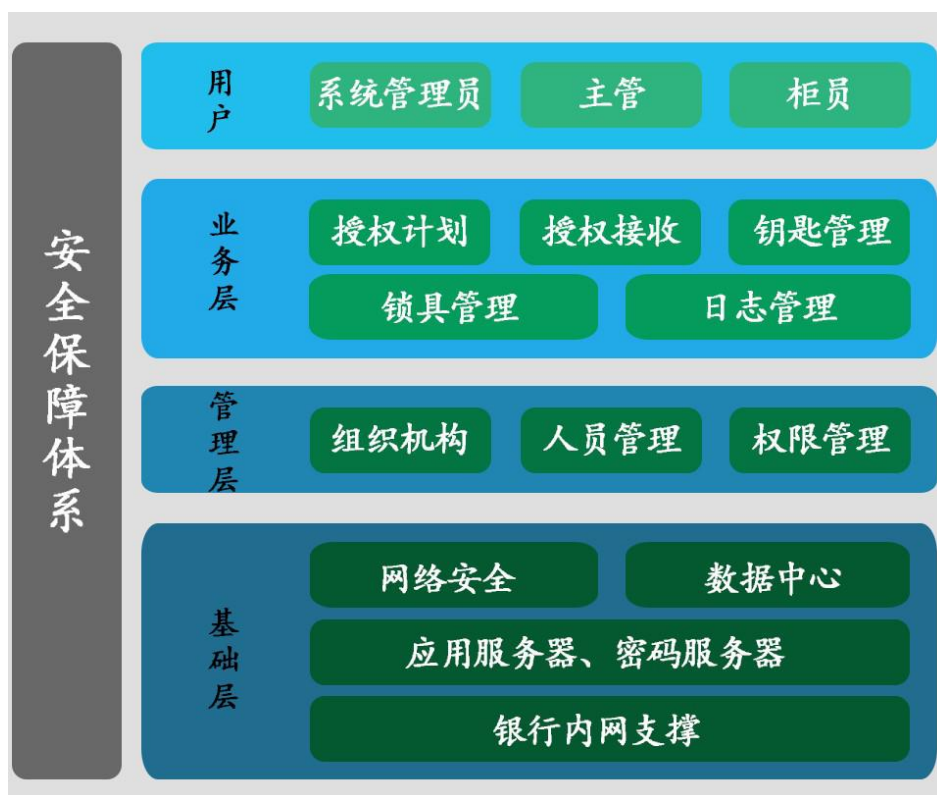 安全保障体系
用户
系统管理员
主管
柜员
业务层
授权计划
授权接收
钥匙管理
锁具管理
日志管理
管理层
组织机构
人员管理
权限管理
基础层
网络安全
数据中心
应用服务器、密码服务器
银行内网支撑